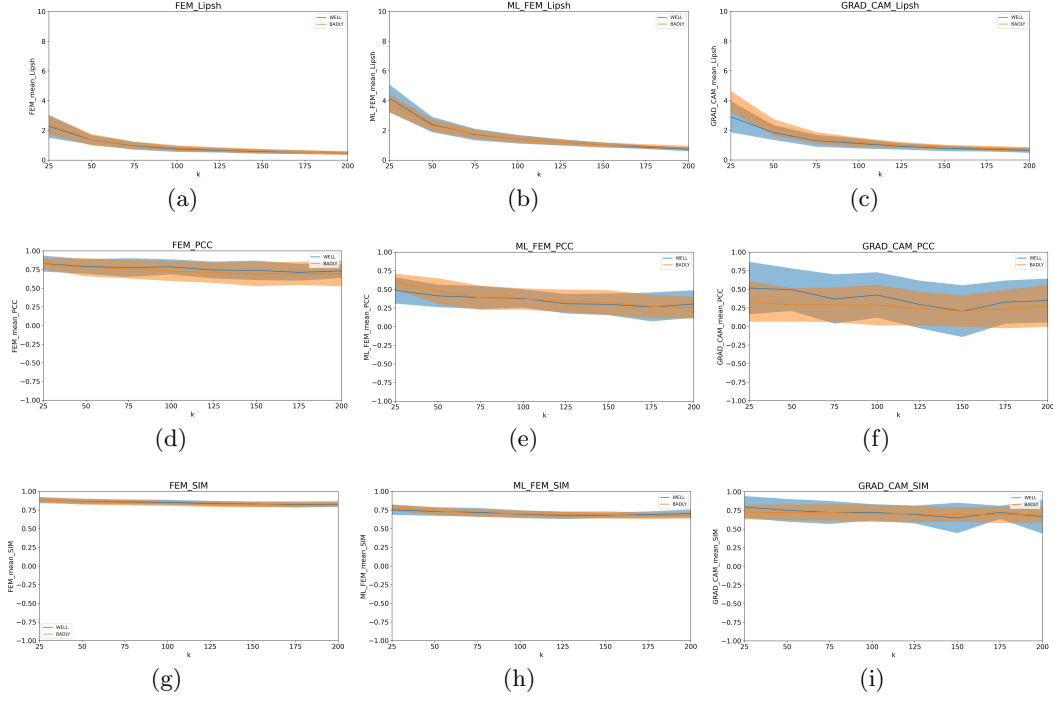 FEM_Lipsh
ML_FEM_Lipsh
GRAD_CAM_Lipsh
FEM_mean_Lipsh
10
8
6
4
2
0
WELL
BADLY
25 50 75 100 125 150 175 200
k
ML_FEM_mean_Lipsh
10
8
6
4
2
0
WELL
BADLY
25 50 75 100 125 150 175 200
k
GRAD_CAM_mean_Lipsh
10
8
6
4
2
0
WELL
BADLY
25 50 75 100 125 150 175 200
k
(a)
(b)
(c)
FEM_PCC
ML_FEM_PCC
GRAD_CAM_PCC
FEM_mean_PCC
1.00
0.75
0.50
0.25
0.00
−0.25
−0.50
−0.75
−1.00
WELL
BADLY
25 50 75 100 125 150 175 200
k
ML_FEM_mean_PCC
1.00
0.75
0.50
0.25
0.00
−0.25
−0.50
−0.75
−1.00
WELL
BADLY
25 50 75 100 125 150 175 200
k
GRAD_CAM_mean_PCC
1.00
0.75
0.50
0.25
0.00
−0.25
−0.50
−0.75
−1.00
WELL
BADLY
25 50 75 100 125 150 175 200
k
(d)
(e)
(f)
FEM_SIM
ML_FEM_SIM
GRAD_CAM_SIM
FEM_mean_SIM
1.00
0.75
0.50
0.25
0.00
−0.25
−0.50
−0.75
−1.00
WELL
BADLY
25 50 75 100 125 150 175 200
k
ML_FEM_mean_SIM
1.00
0.75
0.50
0.25
0.00
−0.25
−0.50
−0.75
−1.00
WELL
BADLY
25 50 75 100 125 150 175 200
k
GRAD_CAM_mean_SIM
1.00
0.75
0.50
0.25
0.00
−0.25
−0.50
−0.75
−1.00
WELL
BADLY
25 50 75 100 125 150 175 200
k
(g)
(h)
(i)